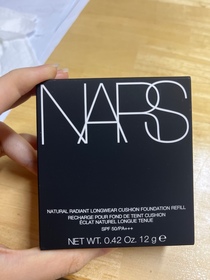 NARS
NATURAL RADIANT LONGWEAR CUSHION FOUNDATION REFILL
RECHARGE POUR FOND DE TEINT CUSHION
ÉCLAT NATUREL LONGUE TENUE
SPF 50/PA+++
NET WT. 0.42 OZ. 12 g ℮